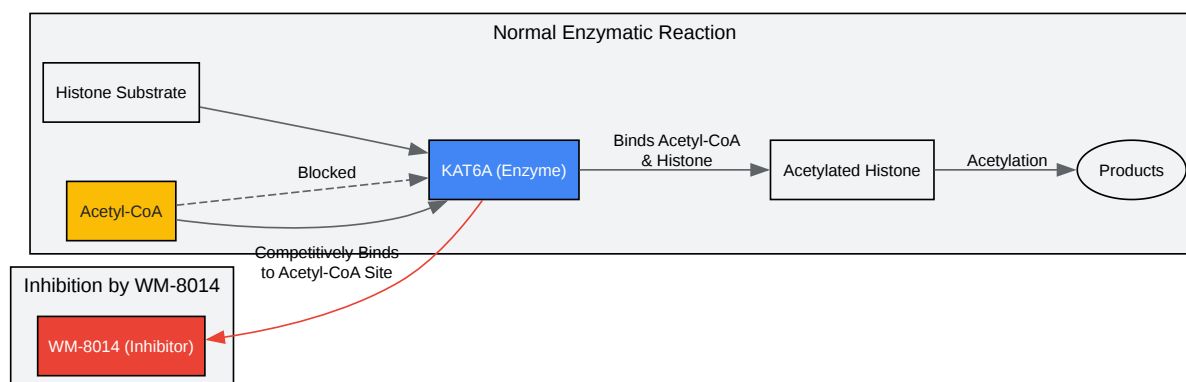 Normal Enzymatic Reaction
Histone Substrate
Acetyl-CoA
Blocked
KAT6A (Enzyme)
Binds Acetyl-CoA
& Histone
Acetylated Histone
Acetylation
Products
Competitively Binds
to Acetyl-CoA Site
Inhibition by WM-8014
WM-8014 (Inhibitor)